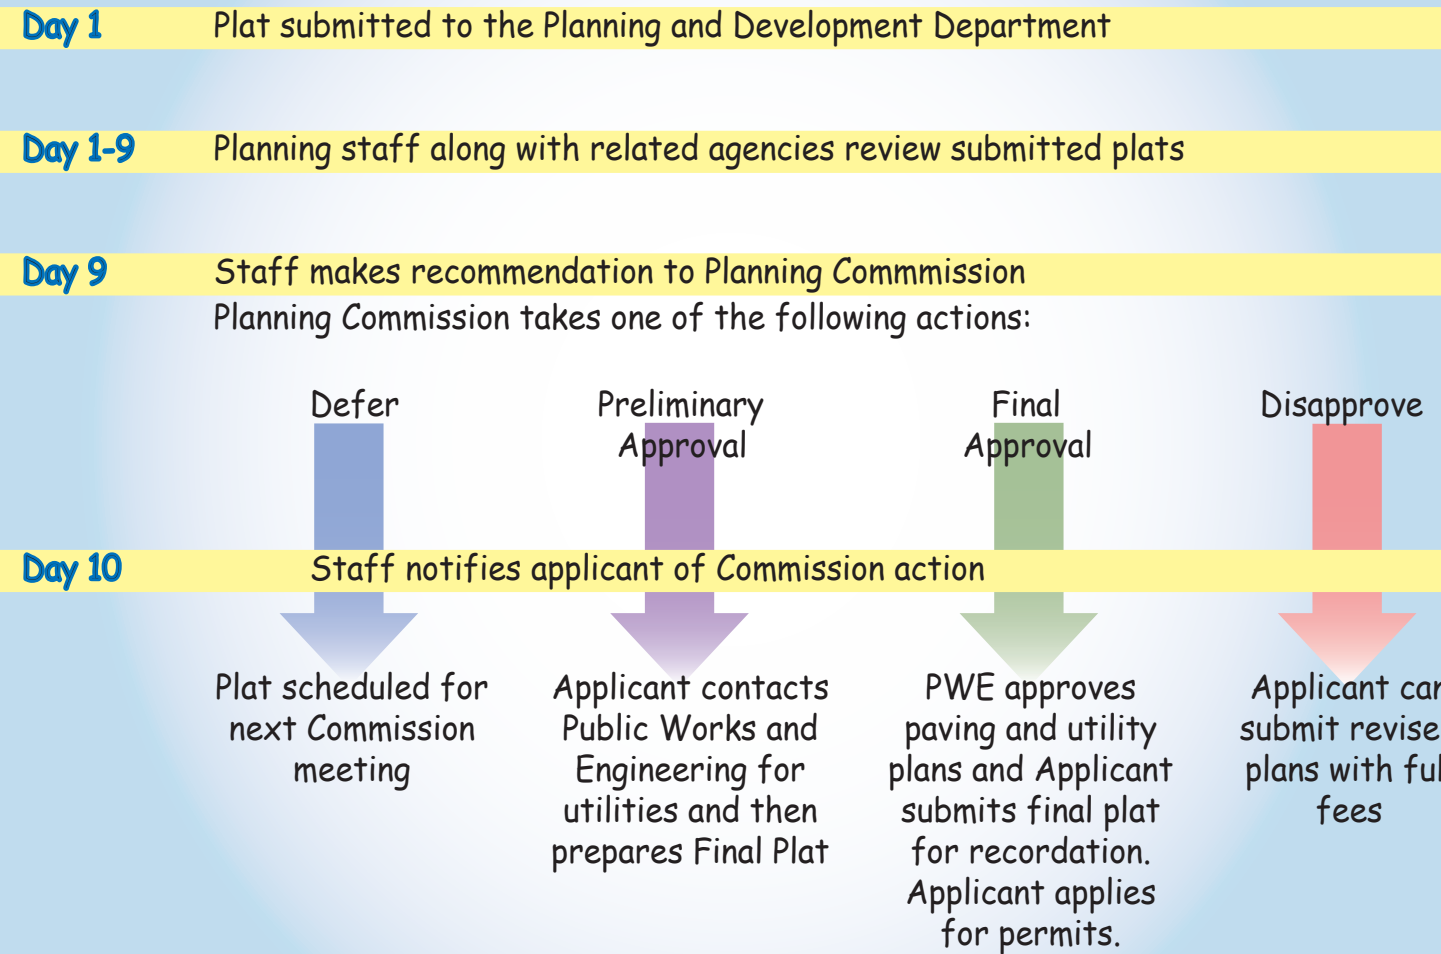 Day 1 Plat submitted to the Planning and Development Department
Day 1-9 Planning staff along with related agencies review submitted plats
Day 9 Staff makes recommendation to Planning Commmission
Planning Commission takes one of the following actions:
Defer
Preliminary
Approval
Final
Approval
Disapprove
Day 10 Staff notifies applicant of Commission action
Plat scheduled for
next Commission
meeting
Applicant contacts
Public Works and
Engineering for
utilities and then
prepares Final Plat
PWE approves
paving and utility
plans and Applicant
submits final plat
for recordation.
Applicant applies
for permits.
Applicant
submit
plans with
fees